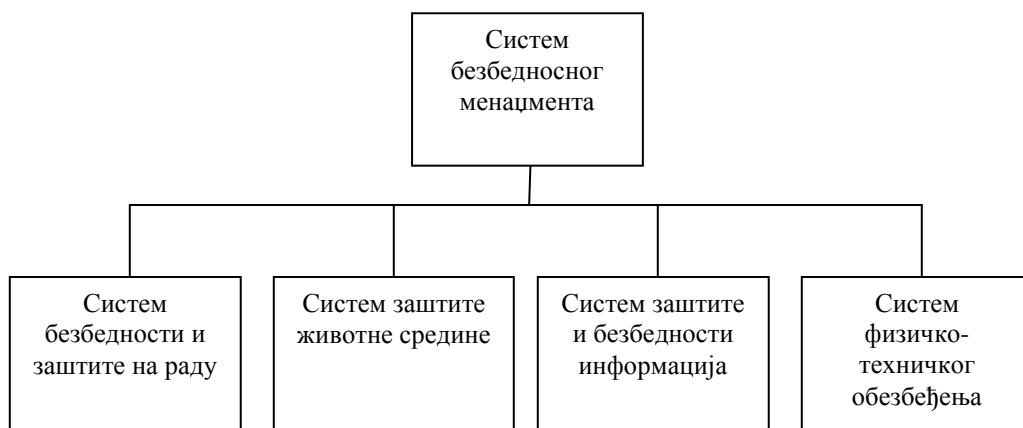 Систем
безбедносног
менаџмента
Систем
безбедности и
заштите на раду
Систем заштите
животне средине
Систем заштите
и безбедности
информација
Систем
физичко-
техничког
обезбеђења